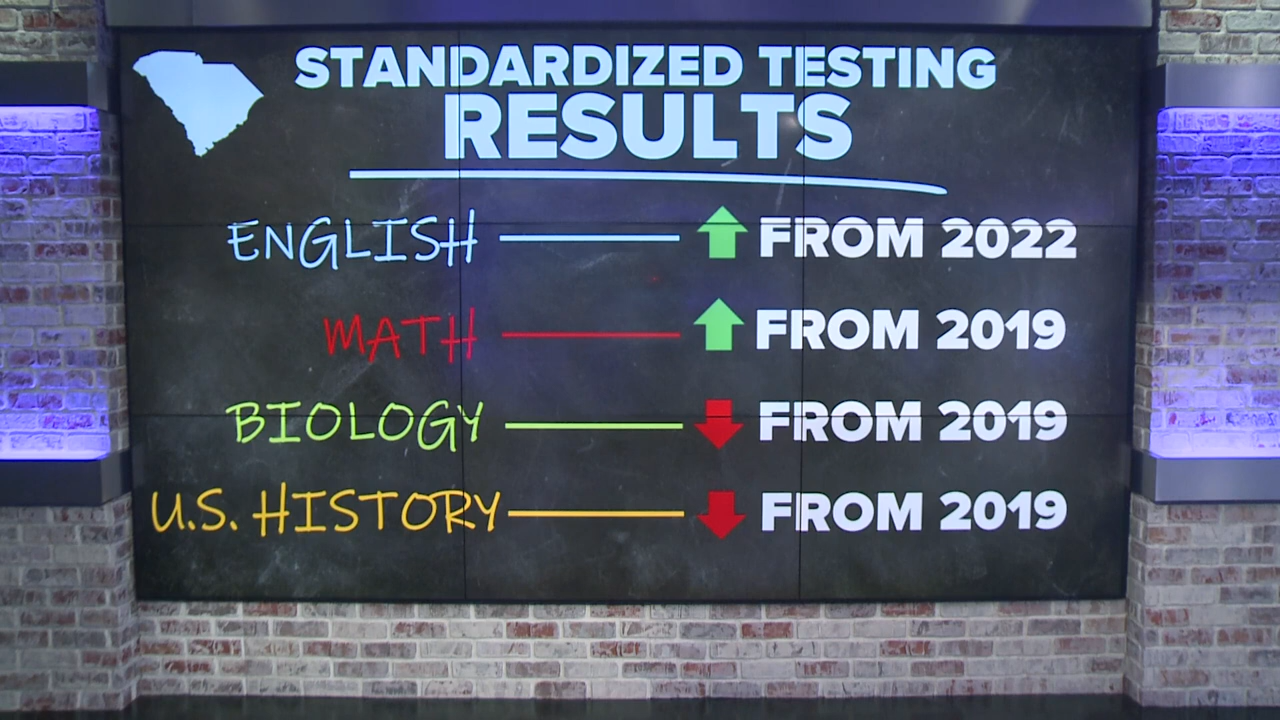 STANDARDIZED TESTING
RESULTS
ENGLISH FROM 2022
MATH FROM 2019
BIOLOGY FROM 2019
U.S. HISTORY FROM 2019